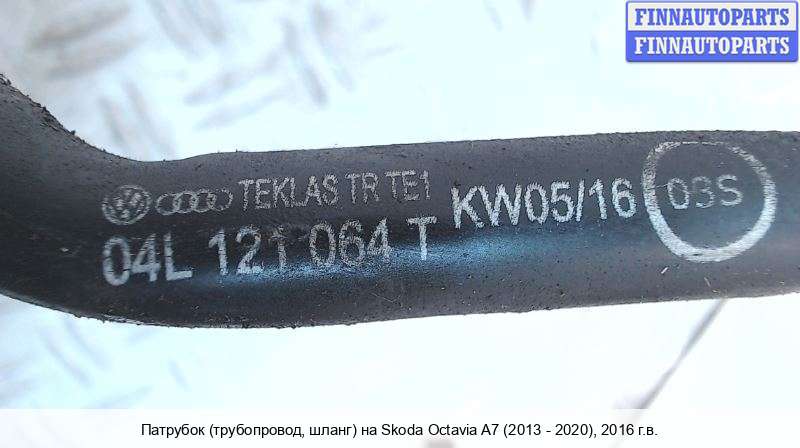 FINNAUTOPARTS
FINNAUTOPARTS
TEKLAS TR TE1
04L 121 064 T
KW05/16
03S
Патрубок (трубопровод, шланг) на Skoda Octavia A7 (2013 - 2020), 2016 г.в.